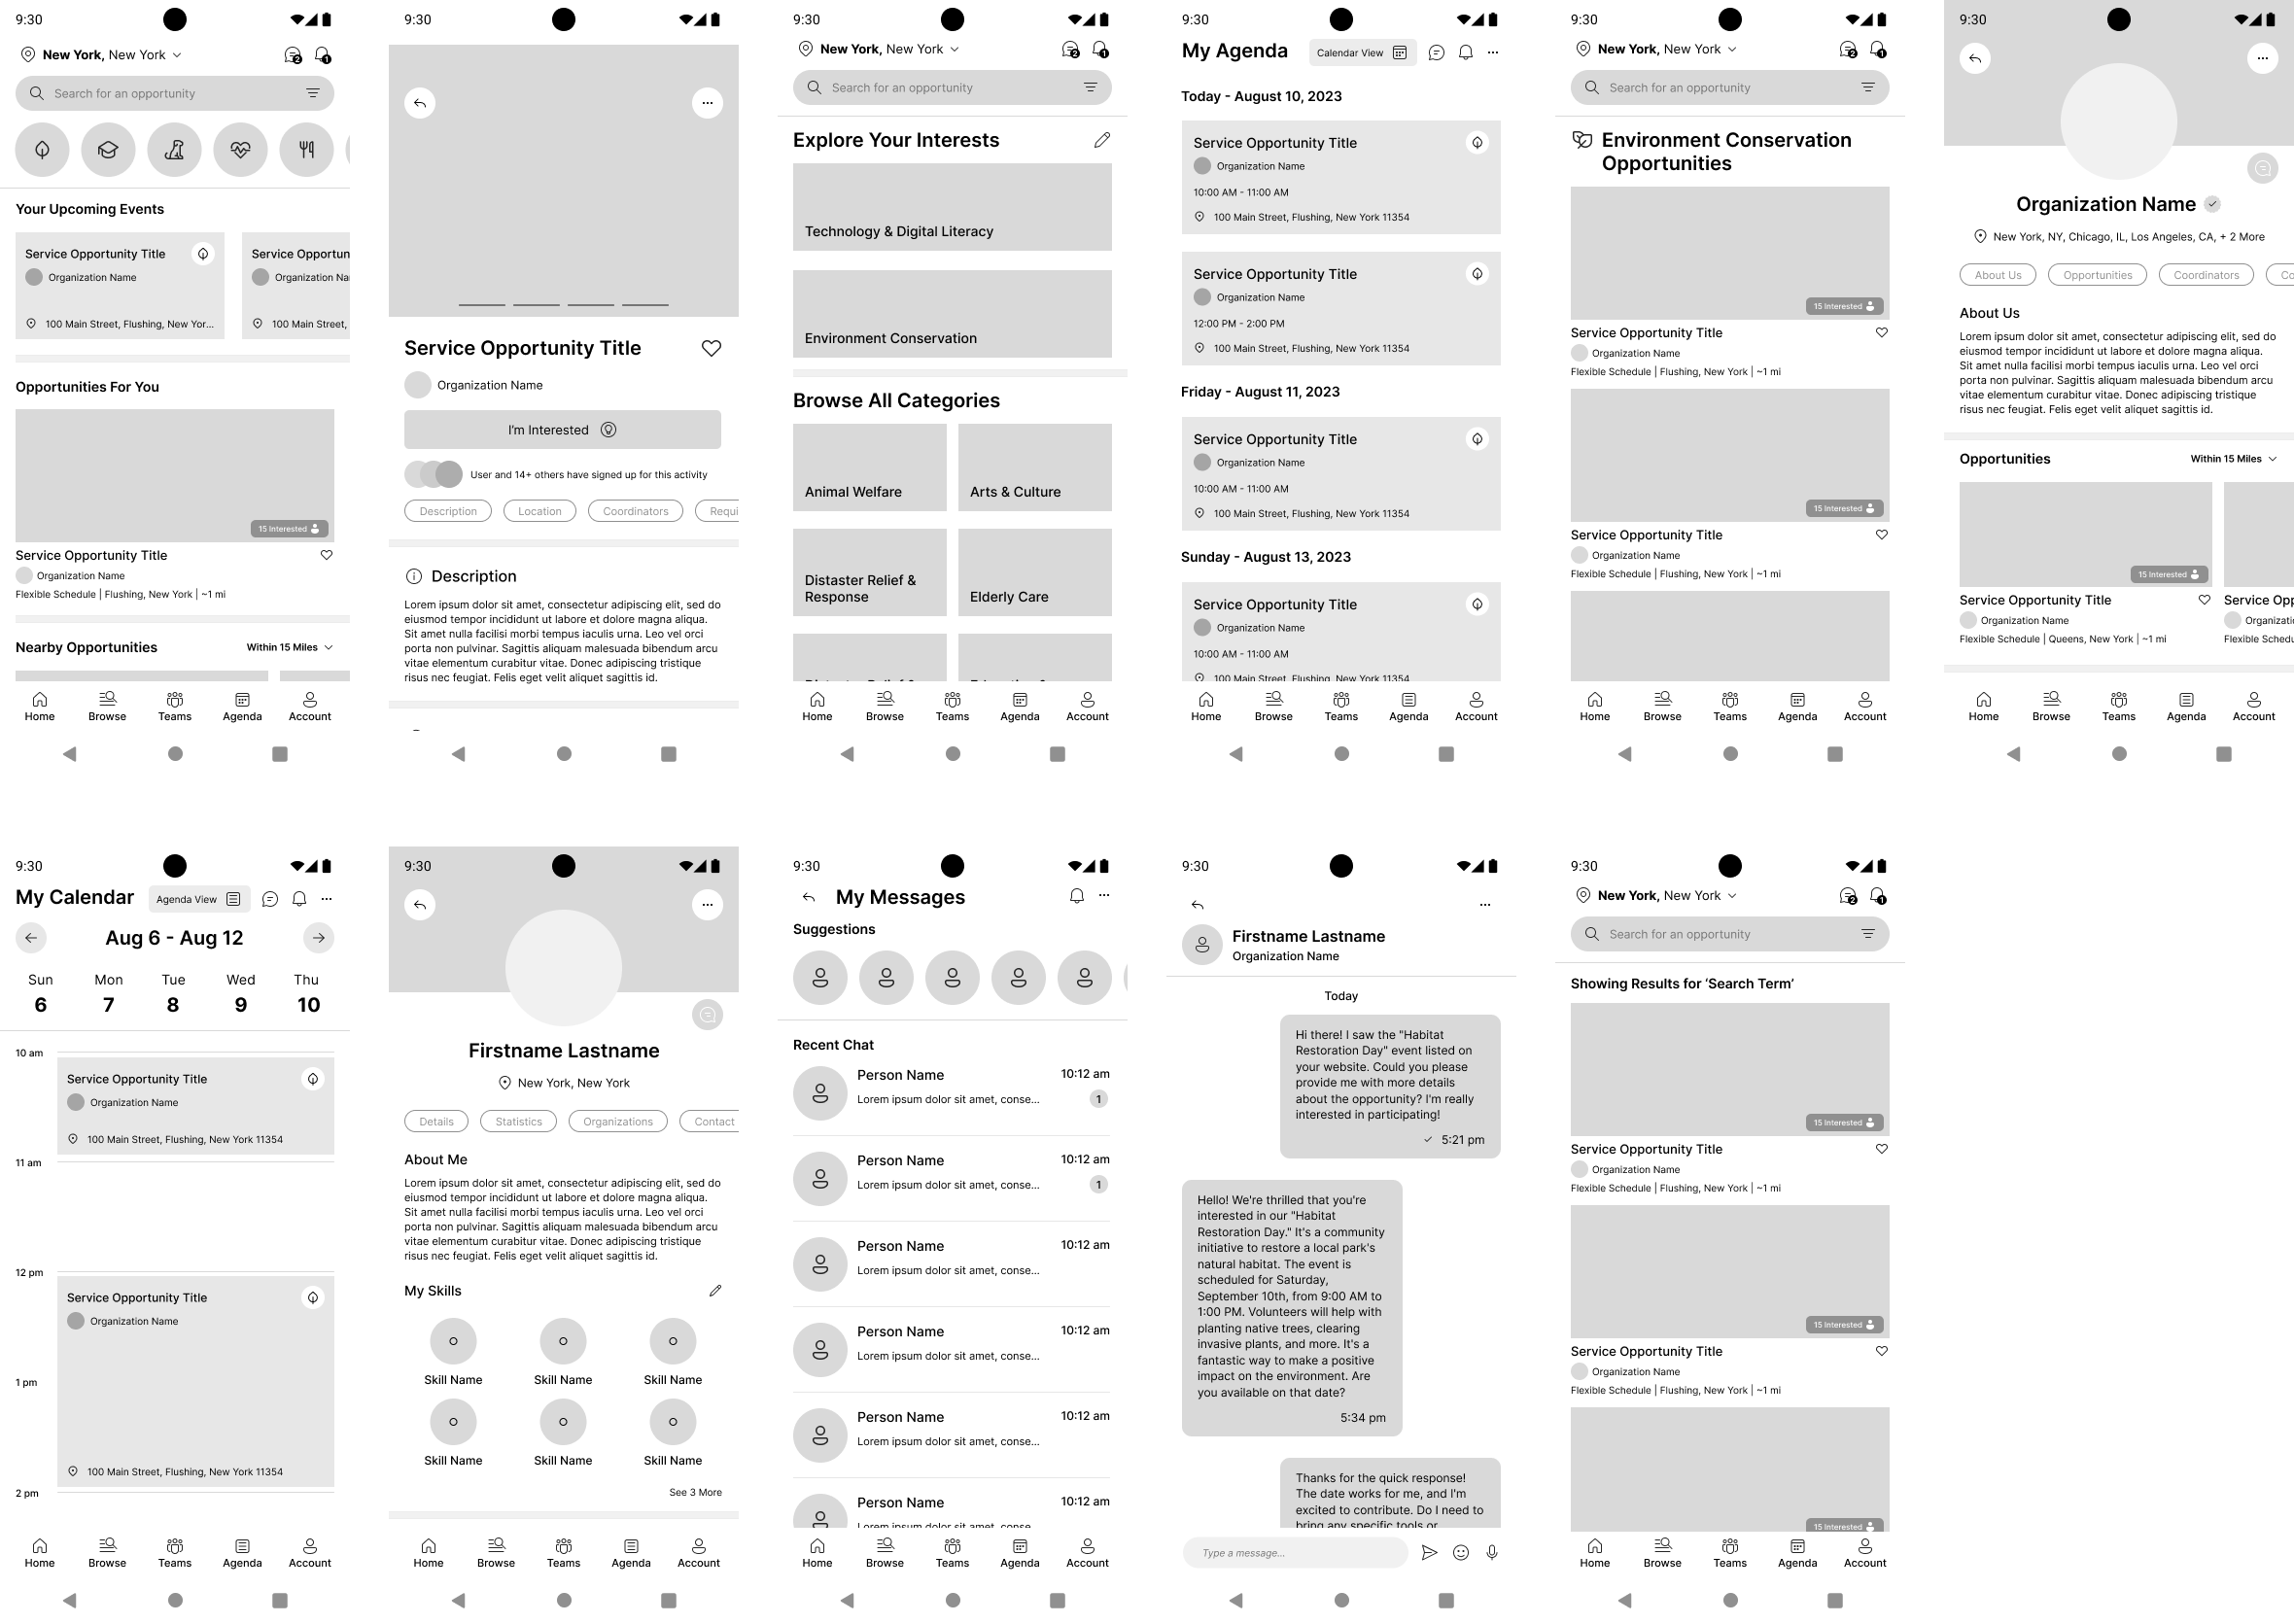 9:30
New York, New York
2
1
Search for an opportunity
Your Upcoming Events
Service Opportunity Title
Organization Name
100 Main Street, Flushing, New Yor...
Service Opportun
Organization Na
100 Main Street,
Opportunities For You
15 Interested
Service Opportunity Title
Organization Name
Flexible Schedule | Flushing, New York | ~1 mi
Nearby Opportunities
Within 15 Miles
Home
Browse
Teams
Agenda
Account
9:30
Service Opportunity Title
Organization Name
I'm Interested
User and 14+ others have signed up for this activity
Description
Location
Coordinators
Requi
Description
Lorem ipsum dolor sit amet, consectetur adipiscing elit, sed do
eiusmod tempor incididunt ut labore et dolore magna aliqua.
Sit amet nulla facilisi morbi tempus iaculis urna. Leo vel orci
porta non pulvinar. Sagittis aliquam malesuada bibendum arcu
vitae elementum curabitur vitae. Donec adipiscing tristique
risus nec feugiat. Felis eget velit aliquet sagittis id.
9:30
New York, New York
2
1
Search for an opportunity
Explore Your Interests
Technology & Digital Literacy
Environment Conservation
Browse All Categories
Animal Welfare
Arts & Culture
Distaster Relief &
Response
Elderly Care
Distaster Relief &
Education &
Home
Browse
Teams
Agenda
Account
9:30
My Agenda
Calendar View
Today - August 10, 2023
Service Opportunity Title
Organization Name
10:00 AM - 11:00 AM
100 Main Street, Flushing, New York 11354
Service Opportunity Title
Organization Name
12:00 PM - 2:00 PM
100 Main Street, Flushing, New York 11354
Friday - August 11, 2023
Service Opportunity Title
Organization Name
10:00 AM - 11:00 AM
100 Main Street, Flushing, New York 11354
Sunday - August 13, 2023
Service Opportunity Title
Organization Name
10:00 AM - 11:00 AM
100 Main Street, Flushing, New York 11354
Home
Browse
Teams
Agenda
Account
9:30
New York, New York
2
1
Search for an opportunity
Environment Conservation
Opportunities
15 Interested
Service Opportunity Title
Organization Name
Flexible Schedule | Flushing, New York | ~1 mi
15 Interested
Service Opportunity Title
Organization Name
Flexible Schedule | Flushing, New York | ~1 mi
Home
Browse
Teams
Agenda
Account
9:30
Organization Name
New York, NY, Chicago, IL, Los Angeles, CA, + 2 More
About Us
Opportunities
Coordinators
Co
About Us
Lorem ipsum dolor sit amet, consectetur adipiscing elit, sed do
eiusmod tempor incididunt ut labore et dolore magna aliqua.
Sit amet nulla facilisi morbi tempus iaculis urna. Leo vel orci
porta non pulvinar. Sagittis aliquam malesuada bibendum arcu
vitae elementum curabitur vitae. Donec adipiscing tristique
risus nec feugiat. Felis eget velit aliquet sagittis id.
Opportunities
Within 15 Miles
15 Interested
Service Opportunity Title
Organization Name
Flexible Schedule | Queens, New York | ~1 mi
Service Opp
Organizati
Flexible Sched
Home
Browse
Teams
Agenda
Account
9:30
My Calendar
Agenda View
Aug 6 - Aug 12
Sun
Mon
Tue
Wed
Thu
6
7
8
9
10
10 am
Service Opportunity Title
Organization Name
100 Main Street, Flushing, New York 11354
11 am
12 pm
Service Opportunity Title
Organization Name
1 pm
100 Main Street, Flushing, New York 11354
2 pm
Home
Browse
Teams
Agenda
Account
9:30
Firstname Lastname
New York, New York
Details
Statistics
Organizations
Contact
About Me
Lorem ipsum dolor sit amet, consectetur adipiscing elit, sed do
eiusmod tempor incididunt ut labore et dolore magna aliqua.
Sit amet nulla facilisi morbi tempus iaculis urna. Leo vel orci
porta non pulvinar. Sagittis aliquam malesuada bibendum arcu
vitae elementum curabitur vitae. Donec adipiscing tristique
risus nec feugiat. Felis eget velit aliquet sagittis id.
My Skills
Skill Name
Skill Name
Skill Name
Skill Name
Skill Name
Skill Name
See 3 More
Home
Browse
Teams
Agenda
Account
9:30
My Messages
Suggestions
Recent Chat
Person Name
10:12 am
Lorem ipsum dolor sit amet, conse...
1
Person Name
10:12 am
Lorem ipsum dolor sit amet, conse...
1
Person Name
10:12 am
Lorem ipsum dolor sit amet, conse...
Person Name
10:12 am
Lorem ipsum dolor sit amet, conse...
Person Name
10:12 am
Lorem ipsum dolor sit amet, conse...
Person Name
10:12 am
Lorem ipsum dolor sit amet, conse...
Home
Browse
Teams
Agenda
Account
9:30
Firstname Lastname
Organization Name
Today
Hi there! I saw the "Habitat
Restoration Day" event listed on
your website. Could you please
provide me with more details
about the opportunity? I'm really
interested in participating!
5:21 pm
Hello! We're thrilled that you're
interested in our "Habitat
Restoration Day." It's a community
initiative to restore a local park's
natural habitat. The event is
scheduled for Saturday,
September 10th, from 9:00 AM to
1:00 PM. Volunteers will help with
planting native trees, clearing
invasive plants, and more. It's a
fantastic way to make a positive
impact on the environment. Are
you available on that date?
5:34 pm
Thanks for the quick response!
The date works for me, and I'm
excited to contribute. Do I need to
bring any specific tools or
Type a message...
9:30
New York, New York
2
1
Search for an opportunity
Showing Results for ‘Search Term’
15 Interested
Service Opportunity Title
Organization Name
Flexible Schedule | Flushing, New York | ~1 mi
15 Interested
Service Opportunity Title
Organization Name
Flexible Schedule | Flushing, New York | ~1 mi
15 Interested
Home
Browse
Teams
Agenda
Account